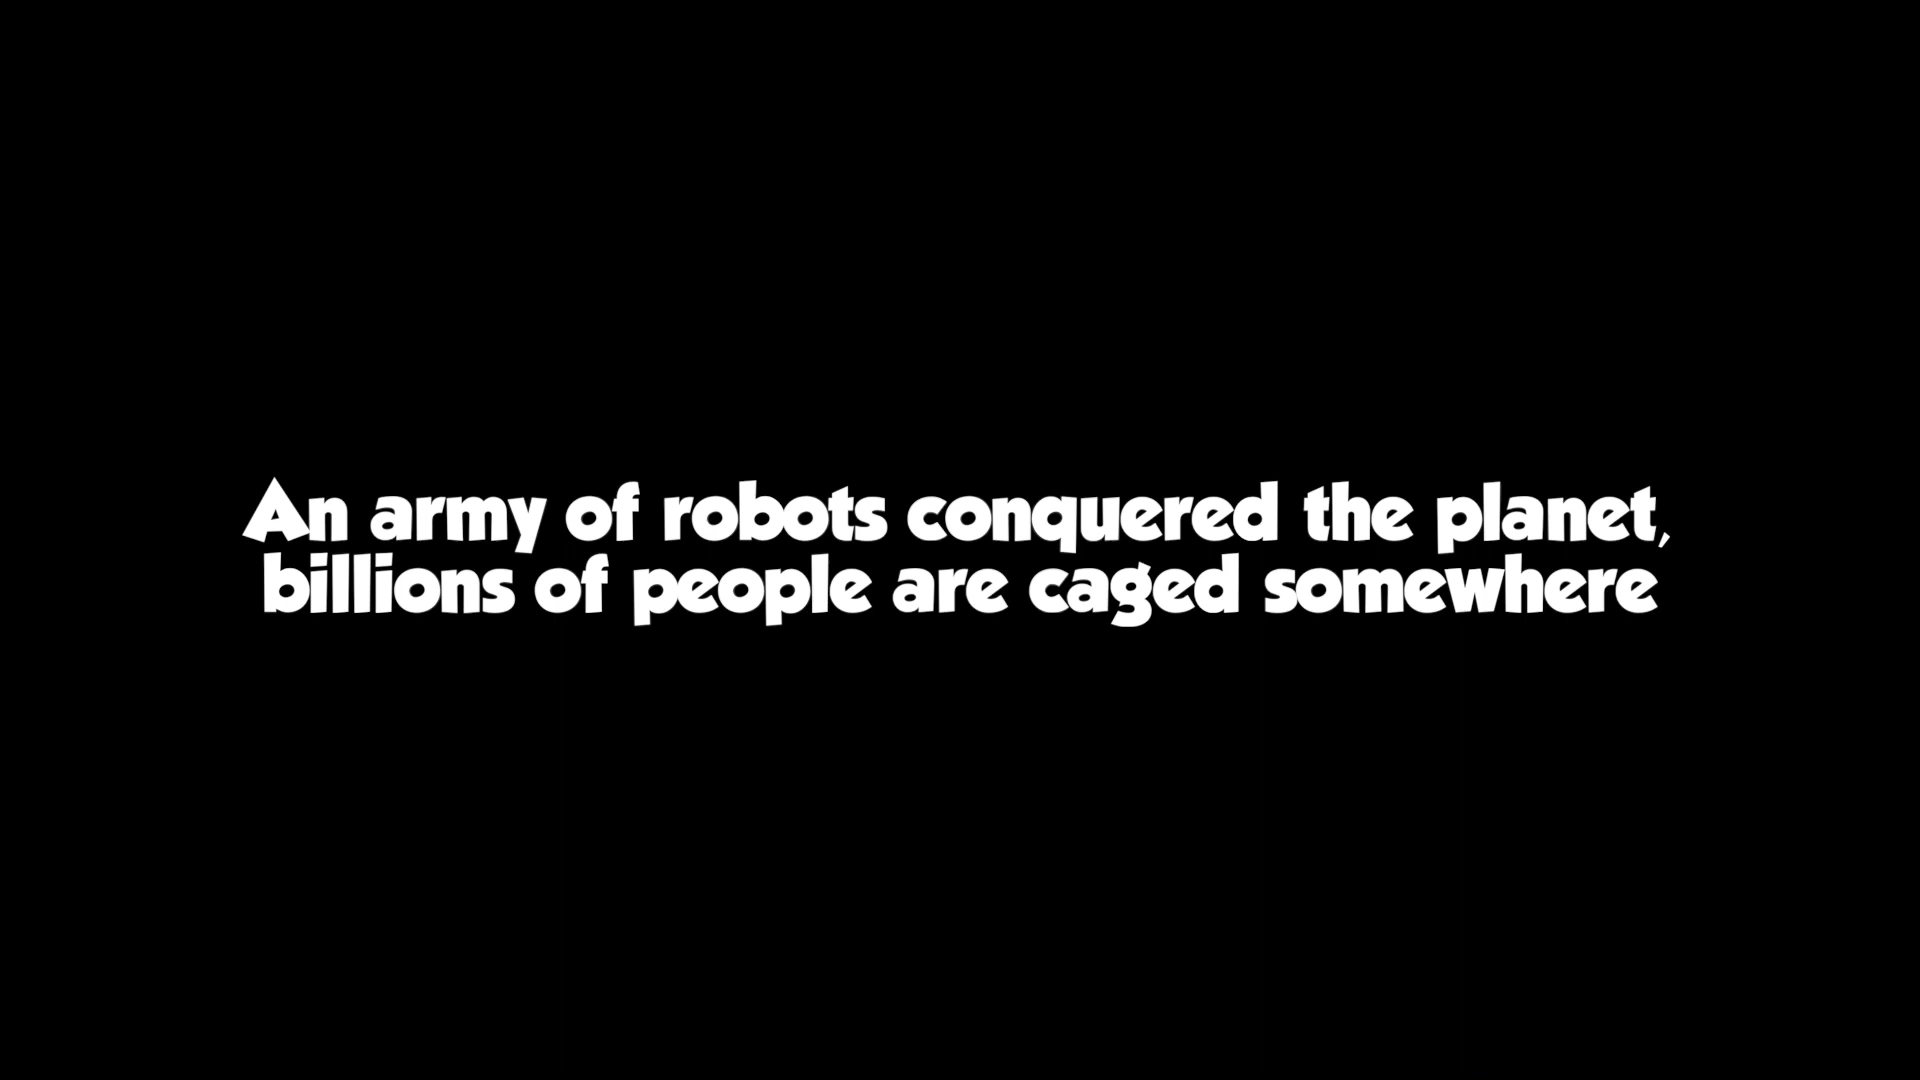 An army of robots conquered the planet,
billions of people are caged somewhere